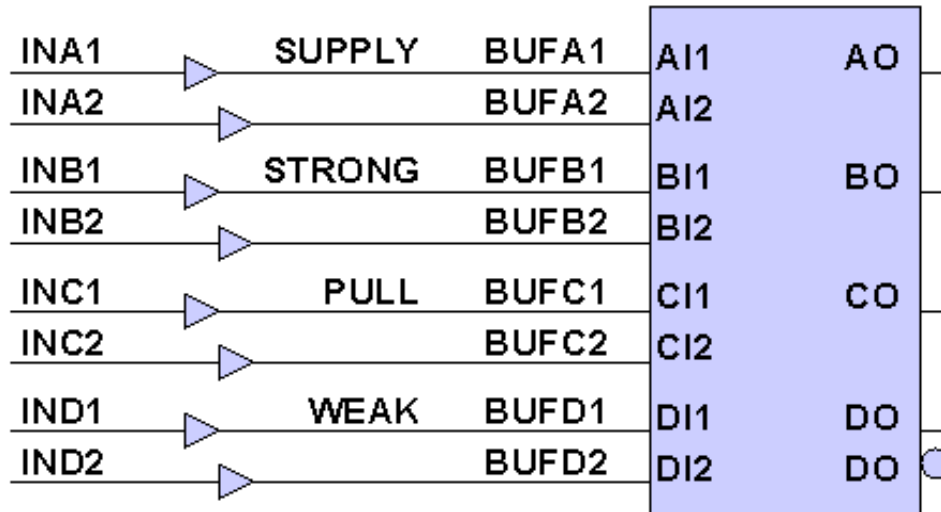 INA1 SUPPLY BUFA1 AI1 AO
INA2 BUFA2 AI2
INB1 STRONG BUFB1 BI1 BO
INB2 BUFB2 BI2
INC1 PULL BUFC1 CI1 CO
INC2 BUFC2 CI2
IND1 WEAK BUFD1 DI1 DO
IND2 BUFD2 DI2 DO